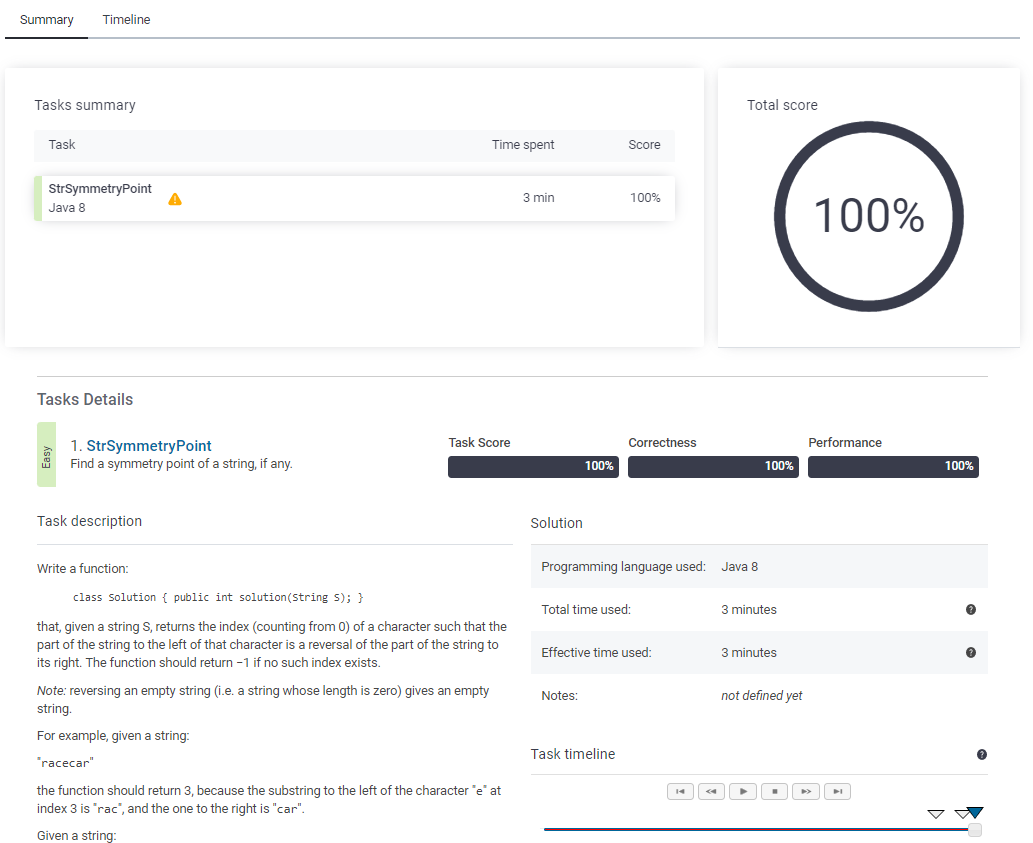 Summary
Timeline
Tasks summary
Task Time spent Score
StrSymmetryPoint
Java 8
3 min 100%
Total score
100%
Tasks Details
Easy
1. StrSymmetryPoint
Find a symmetry point of a string, if any.
Task Score
100%
Correctness
100%
Performance
100%
Task description
Write a function:
class Solution { public int solution(String S); }
that, given a string S, returns the index (counting from 0) of a character such that the
part of the string to the left of that character is a reversal of the part of the string to
its right. The function should return −1 if no such index exists.
Note: reversing an empty string (i.e. a string whose length is zero) gives an empty
string.
For example, given a string:
"racecar"
the function should return 3, because the substring to the left of the character "e" at
index 3 is "rac", and the one to the right is "car".
Given a string:
Solution
Programming language used: Java 8
Total time used: 3 minutes
?
Effective time used: 3 minutes
?
Notes: not defined yet
Task timeline
?